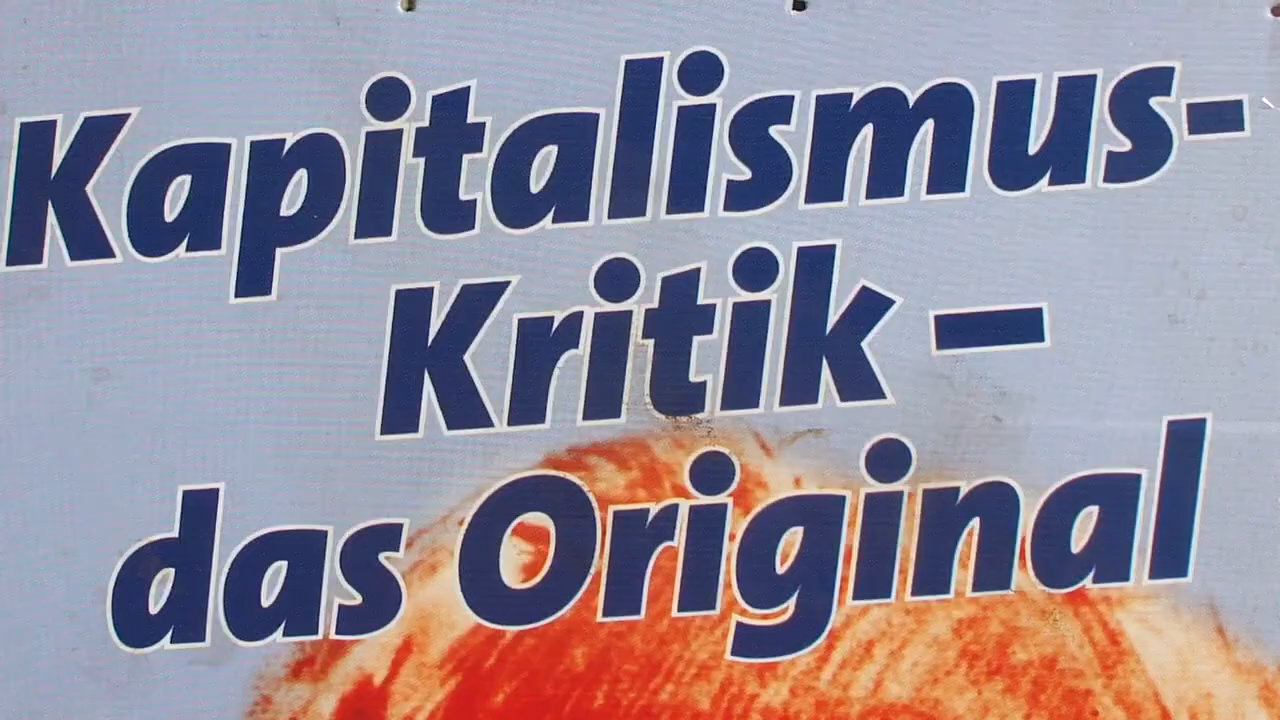 Kapitalismus-
Kritik –
das Original